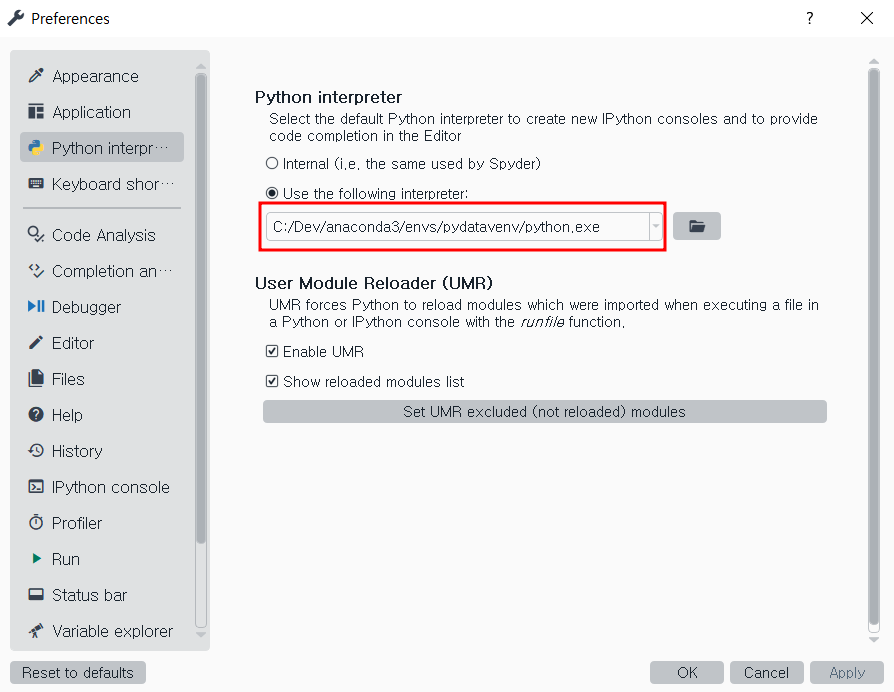 Preferences
?
Appearance
Application
Python interpr···
Keyboard shor···
Code Analysis
Completion an···
Debugger
Editor
Files
Help
History
IPython console
Profiler
Run
Status bar
Variable explorer
Python interpreter
Select the default Python interpreter to create new IPython consoles and to provide
code completion in the Editor
Internal (i.e. the same used by Spyder)
Use the following interpreter:
C:/Dev/anaconda3/envs/pydatavenv/python.exe
User Module Reloader (UMR)
UMR forces Python to reload modules which were imported when executing a file in
a Python or IPython console with the runfile function.
Enable UMR
Show reloaded modules list
Set UMR excluded (not reloaded) modules
Reset to defaults
OK
Cancel
Apply